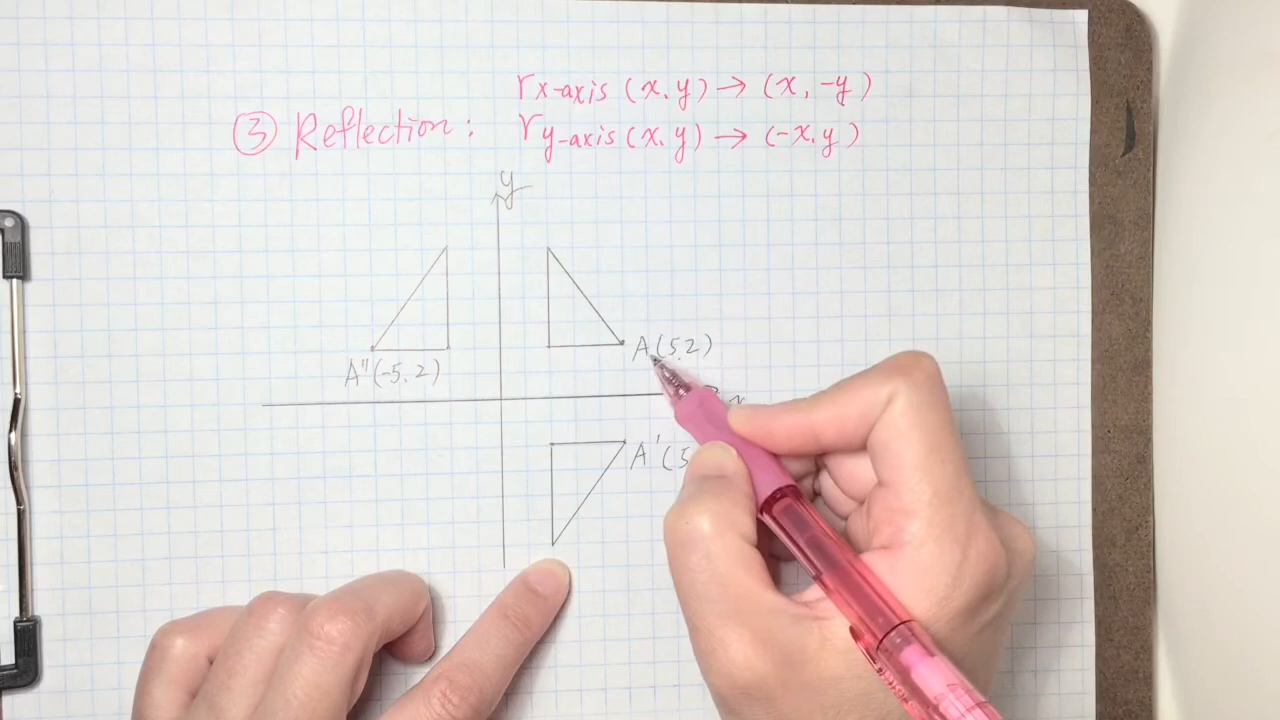 rx-axis (x, y) → (x, -y)
③ Reflection: ry-axis (x, y) → (-x, y)
y
A(5,2)
A''(-5,2)
x
A'(5